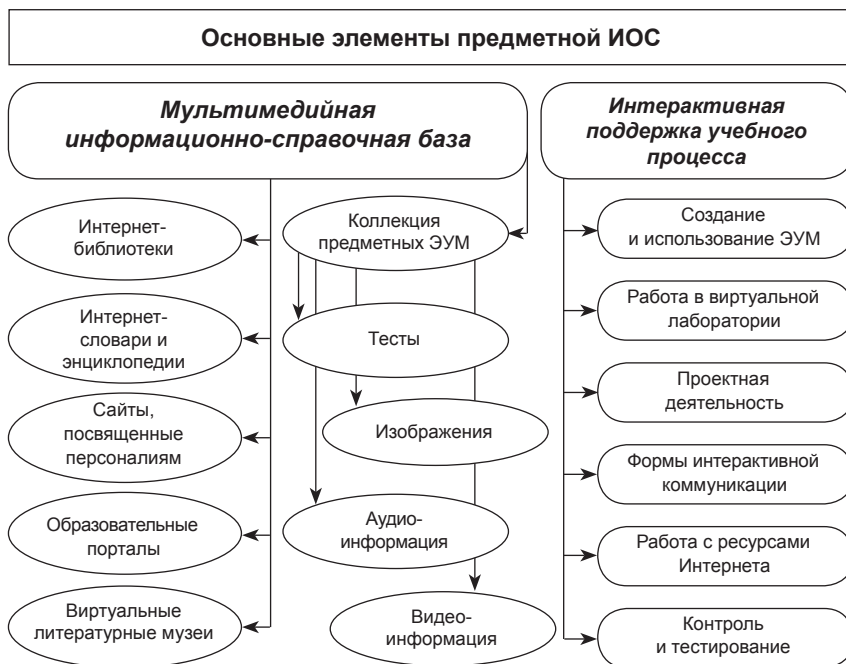 Основные элементы предметной ИОС
Мультимедийная
информационно-справочная база
Интернет-
библиотеки
Интернет-
словари и
энциклопедии
Сайты,
посвященные
персоналиям
Образовательные
порталы
Виртуальные
литературные музеи
Коллекция
предметных ЭУМ
Тесты
Изображения
Аудио-
информация
Видео-
информация
Интерактивная
поддержка учебного
процесса
Создание
и использование ЭУМ
Работа в виртуальной
лаборатории
Проектная
деятельность
Формы интерактивной
коммуникации
Работа с ресурсами
Интернета
Контроль
и тестирование